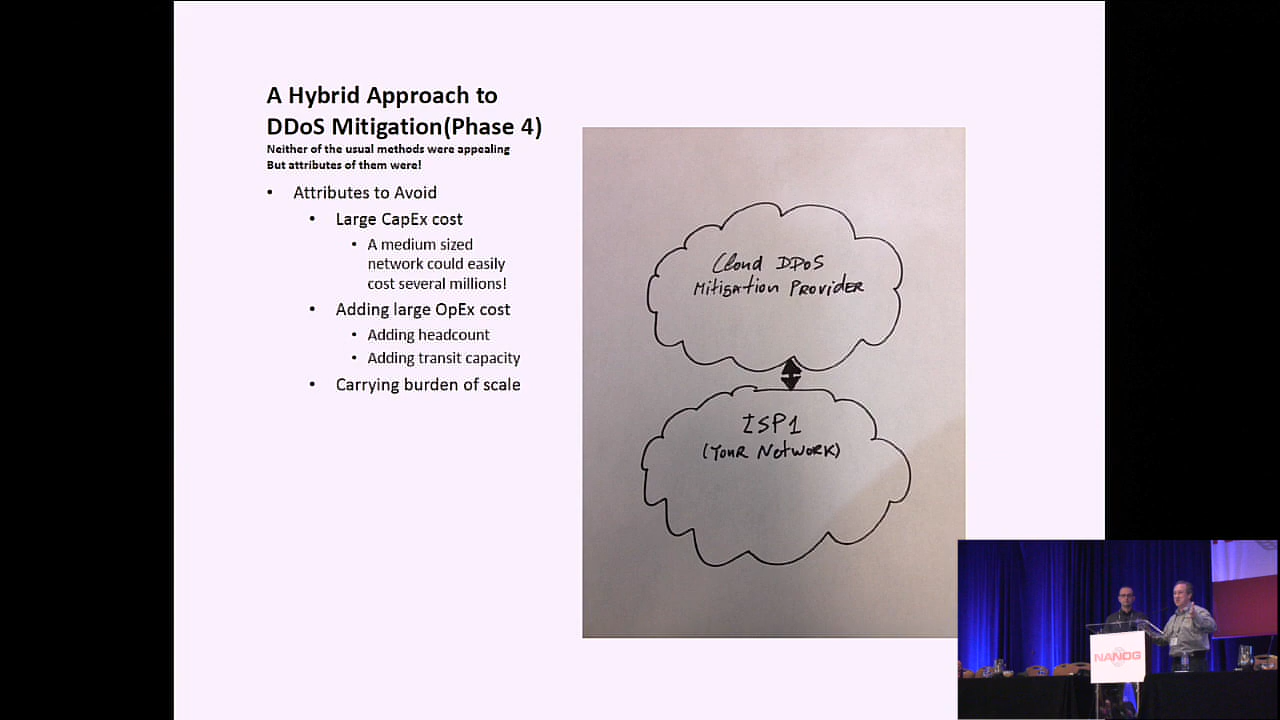 A Hybrid Approach to
DDoS Mitigation(Phase 4)
Neither of the usual methods were appealing
But attributes of them were!
• Attributes to Avoid
• Large CapEx cost
• A medium sized
network could easily
cost several millions!
• Adding large OpEx cost
• Adding headcount
• Adding transit capacity
• Carrying burden of scale
Cloud DDoS
Mitigation Provider
ISP1
(Your Network)
NANOG